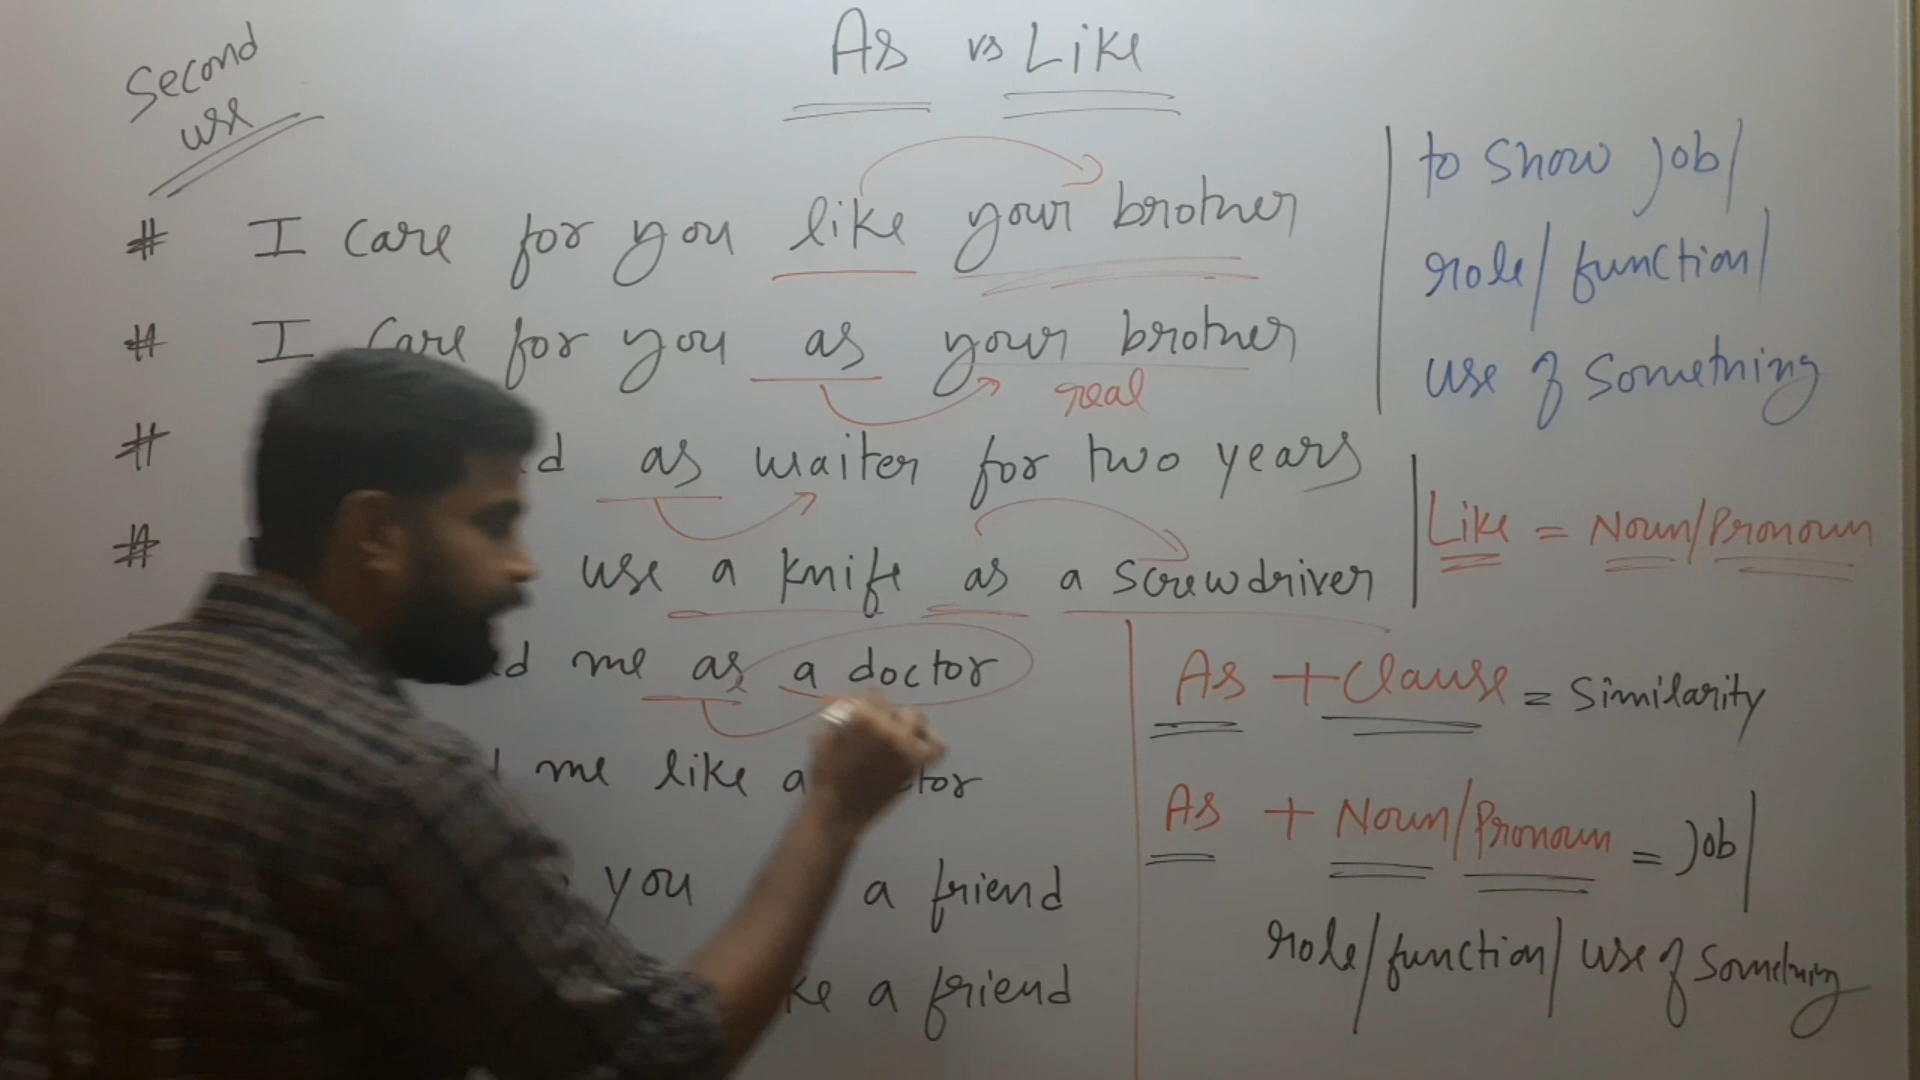 Second
use
As vs Like
# I care for you like your brother
# I care for you as your brother
real
# d as waiter for two years
# use a knife as a screwdriver
d me as a doctor
me like a tor
you a friend
ke a friend
to show job/
role/function/
use of something
Like = Noun/Pronoun
As + Clause = Similarity
As + Noun/Pronoun = Job/
role/function/use of something